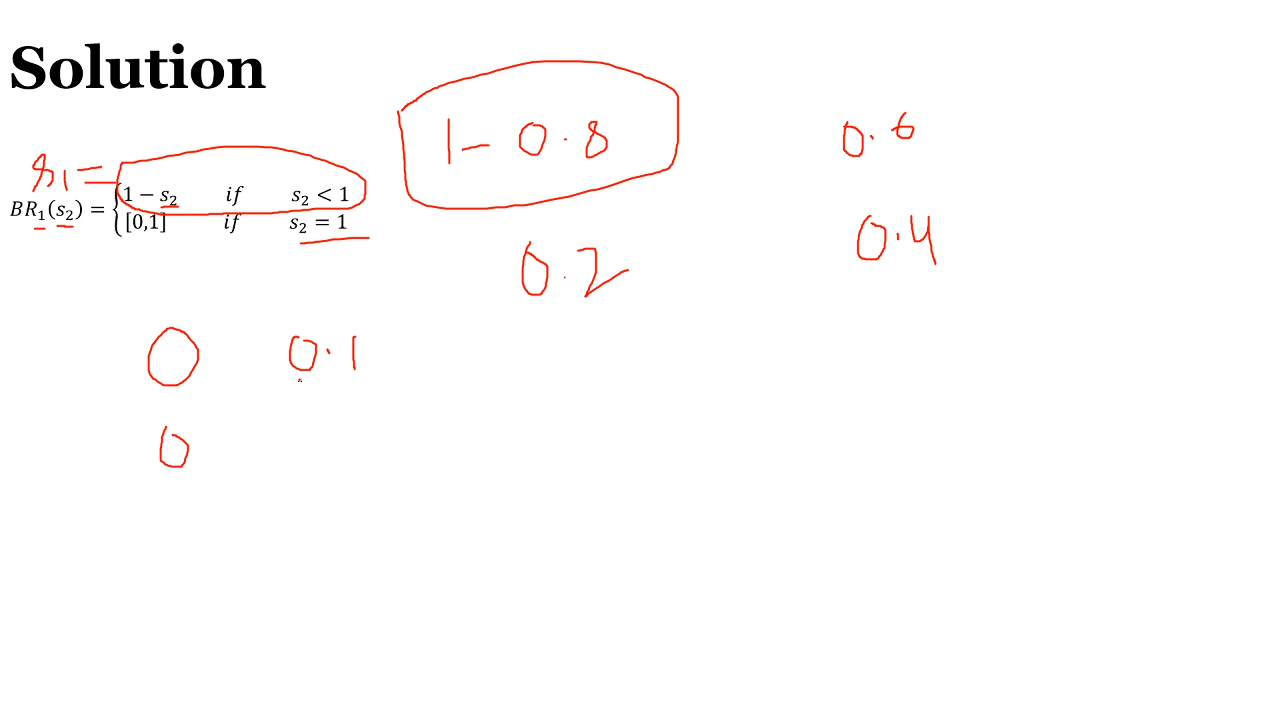 Solution
1 - 0.8
0.6
s₁ =
BR₁(s₂) = { 1 − s₂ if s₂ < 1
[0,1] if s₂ = 1
0.4
0.2
0 0.1
0